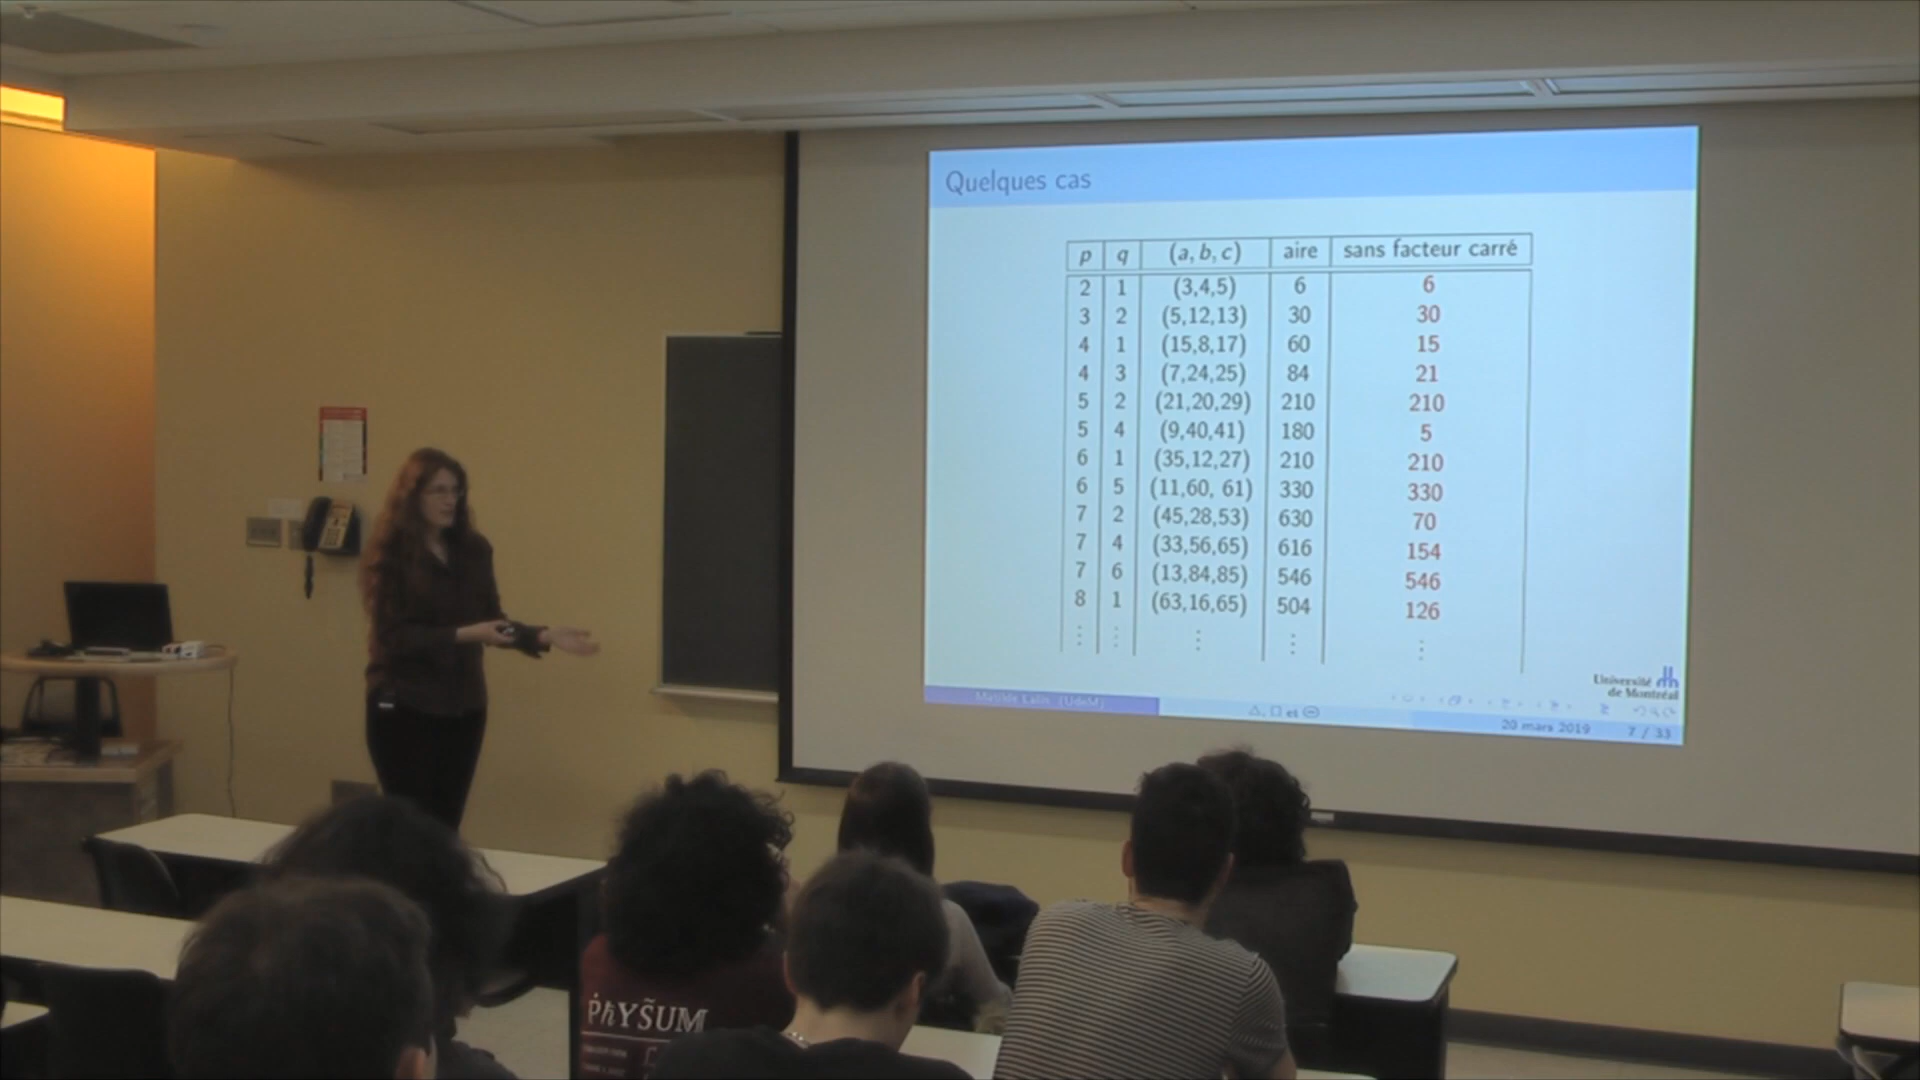 Quelques cas
p q (a, b, c) aire sans facteur carré
2 1 (3,4,5) 6 6
3 2 (5,12,13) 30 30
4 1 (15,8,17) 60 15
4 3 (7,24,25) 84 21
5 2 (21,20,29) 210 210
5 4 (9,40,41) 180 5
6 1 (35,12,27) 210 210
6 5 (11,60, 61) 330 330
7 2 (45,28,53) 630 70
7 4 (33,56,65) 616 154
7 6 (13,84,85) 546 546
8 1 (63,16,65) 504 126
⋮ ⋮ ⋮ ⋮ ⋮
Université
de Montréal
Matilde Lalín (UdeM)
△, □ et
20 mars 2019 7 / 33
PℏYSUM